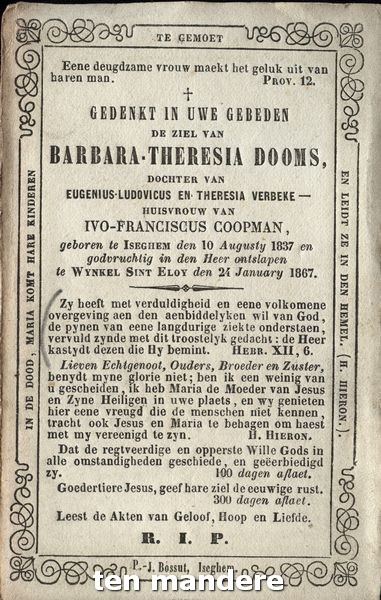 TE GEMOET
IN DE DOOD, MARIA KOMT HARE KINDEREN
EN LEIDT ZE IN DEN HEMEL. (H. HIERON.).
Eene deugdzame vrouw maekt het geluk uit van
haren man. PROV. 12.
✝
GEDENKT IN UWE GEBEDEN
DE ZIEL VAN
BARBARA-THERESIA DOOMS,
DOCHTER VAN
EUGENIUS-LUDOVICUS EN THERESIA VERBEKE —
HUISVROUW VAN
IVO-FRANCISCUS COOPMAN,
geboren te ISEGHEM den 10 Augusty 1837 en
godvruchtig in den Heer ontslapen
te WYNKEL SINT ELOY den 24 January 1867.
Zy heeft met verduldigheid en eene volkomene
overgeving aen den aenbiddelyken wil van God,
de pynen van eene langdurige ziekte onderstaen,
vervuld zynde met dit troostelyk gedacht : de Heer
kastydt dezen die Hy bemint. HEBR. XII, 6.
Lieven Echtgenoot, Ouders, Broeder en Zuster,
benydt myne glorie niet; ben ik een weinig van
u gescheiden, ik heb Maria de Moeder van Jesus
en Zyne Heiligen in uwe plaets, en wy genieten
hier eene vreugd die de menschen niet kennen,
tracht ook Jesus en Maria te behagen om haest
met my vereenigd te zyn. H. HIERON.
Dat de regtveerdige en opperste Wille Gods in
alle omstandigheden geschiede, en geëerbiedigd
zy. 100 dagen aflaet.
Goedertiere Jesus, geef hare ziel de eeuwige rust.
300 dagen aflaet.
Leest de Akten van Geloof, Hoop en Liefde.
R. I. P.
P.-J. Bossut, Iseghem.
ten mandere